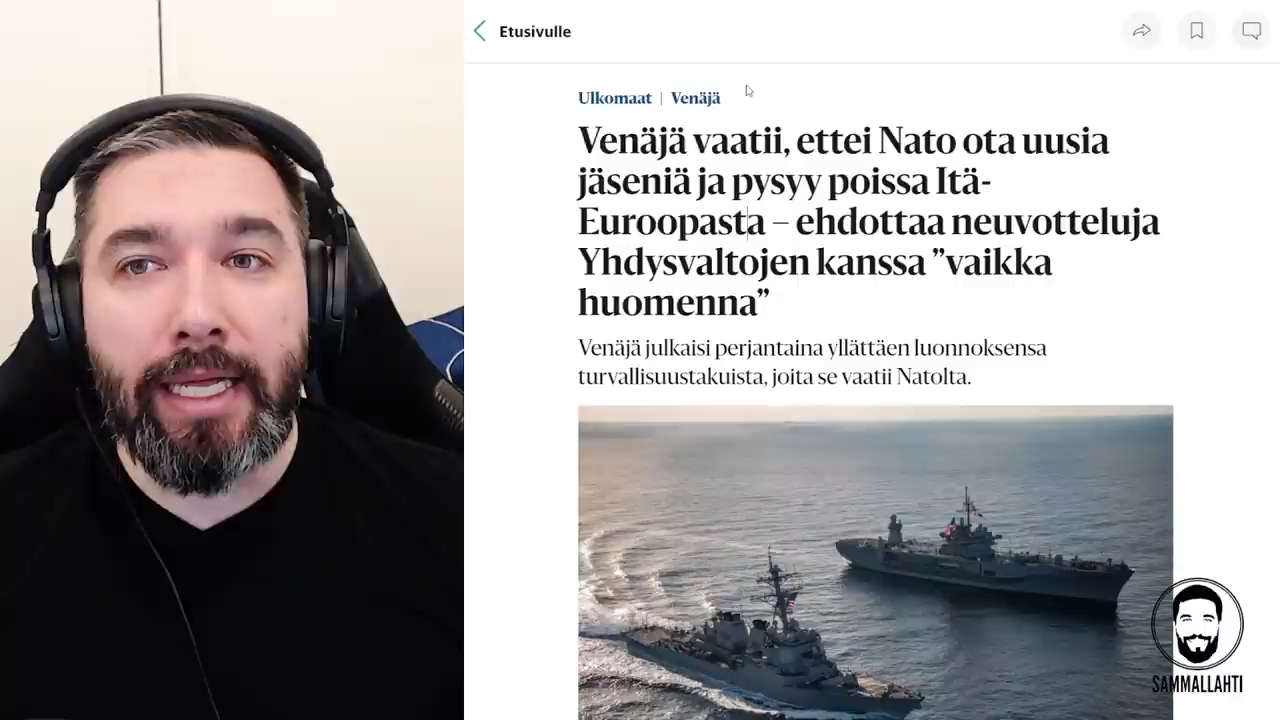 Etusivulle
Ulkomaat | Venäjä
Venäjä vaatii, ettei Nato ota uusia
jäseniä ja pysyy poissa Itä-
Euroopasta – ehdottaa neuvotteluja
Yhdysvaltojen kanssa ”vaikka
huomenna”
Venäjä julkaisi perjantaina yllättäen luonnoksensa
turvallisuustakuista, joita se vaatii Natolta.
SAMMALLAHTI